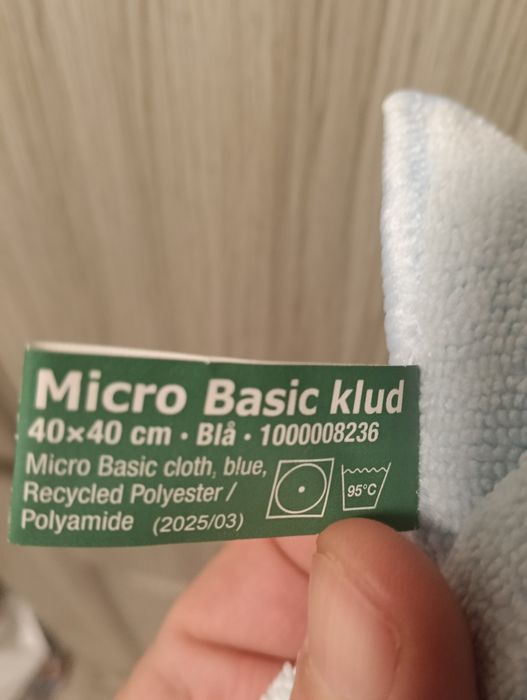 Micro Basic klud
40×40 cm · Blå · 1000008236
Micro Basic cloth, blue,
Recycled Polyester /
Polyamide (2025/03)
95°C